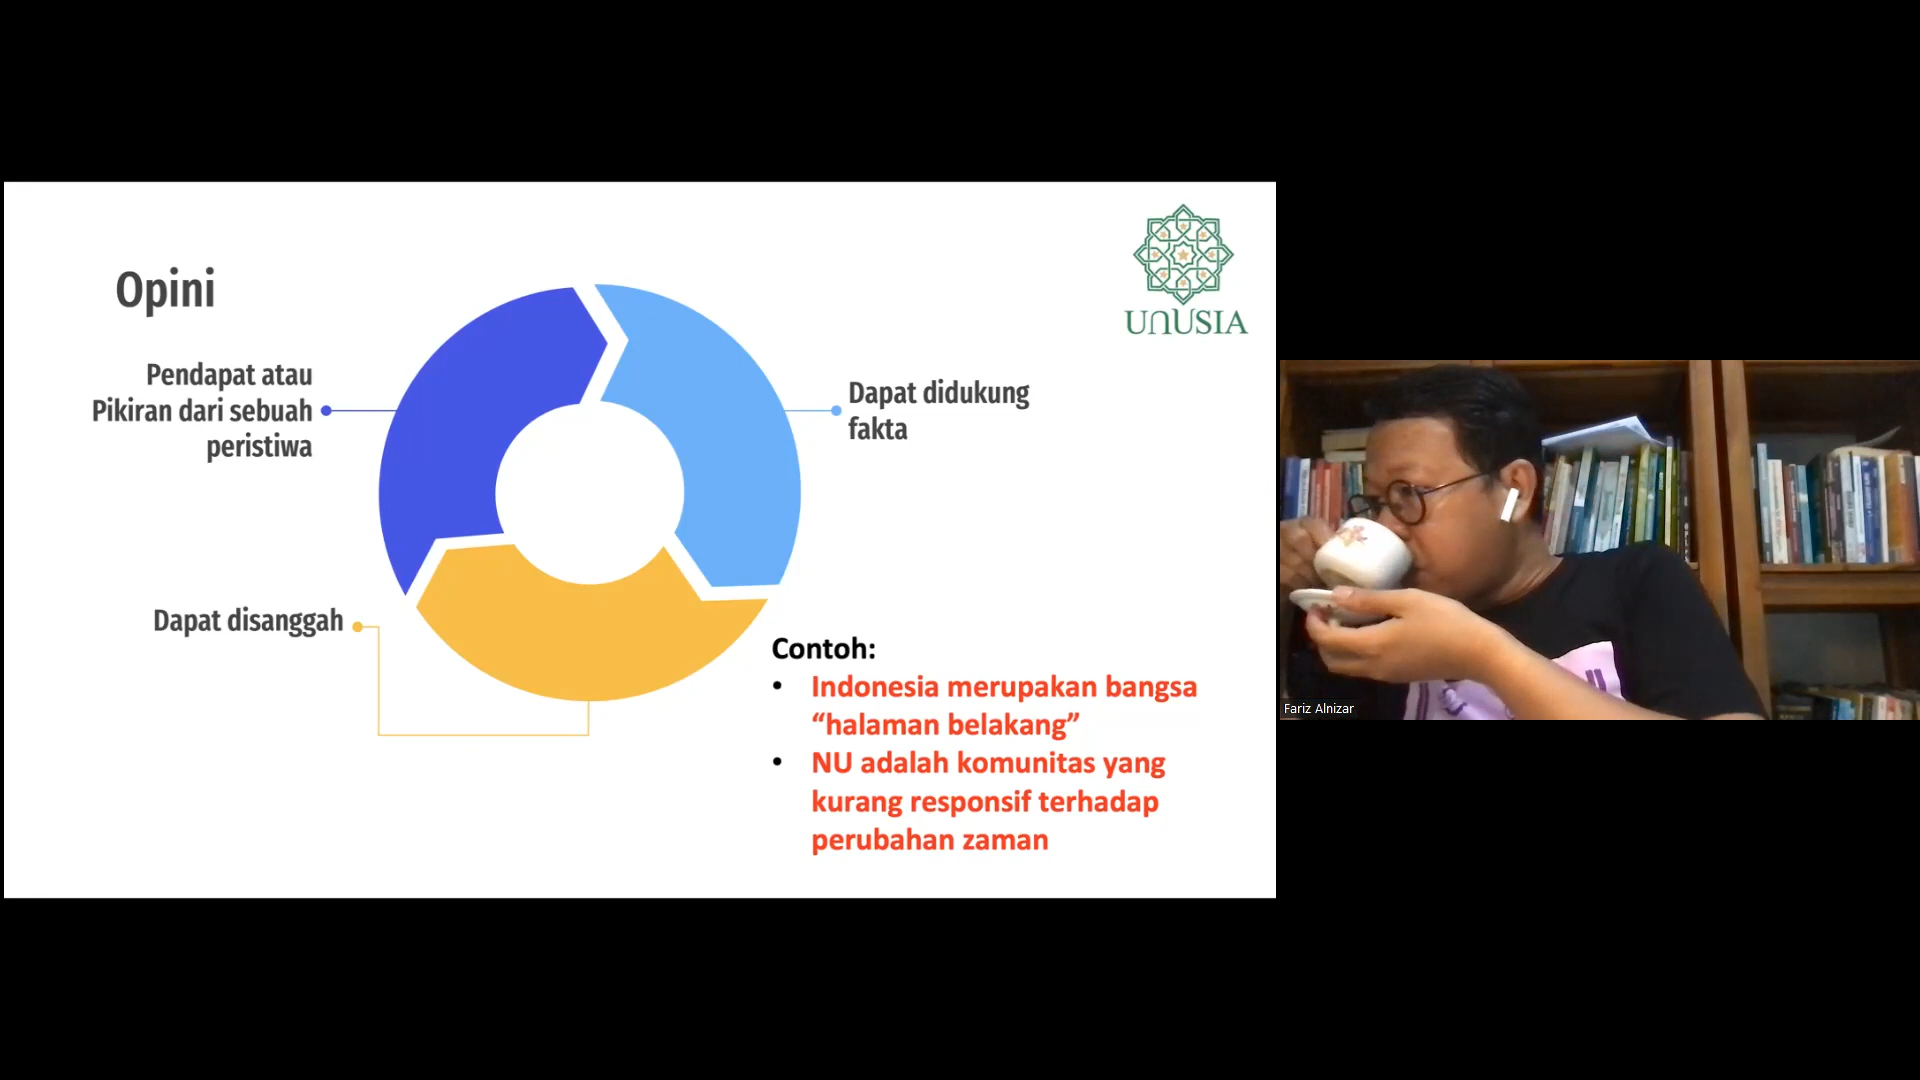 Opini
Pendapat atau
Pikiran dari sebuah
peristiwa
Dapat didukung
fakta
Dapat disanggah
Contoh:
• Indonesia merupakan bangsa
“halaman belakang”
• NU adalah komunitas yang
kurang responsif terhadap
perubahan zaman
UNUSIA
Fariz Alnizar